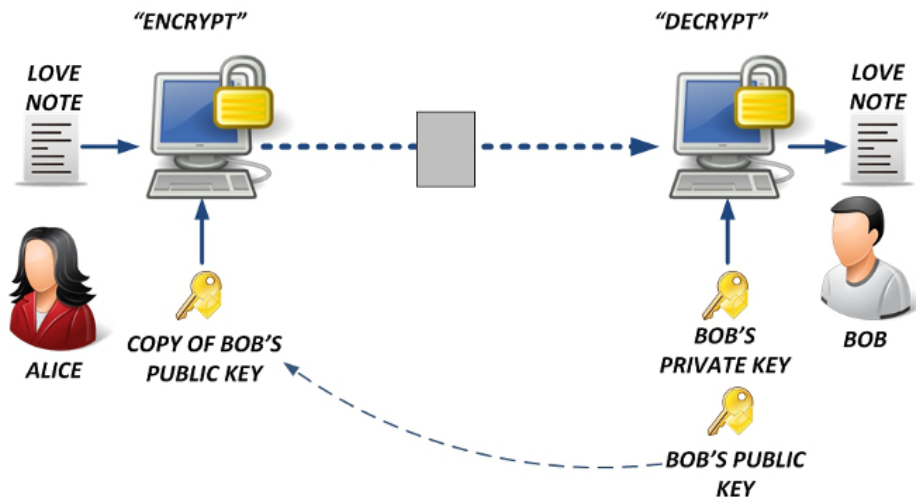 “ENCRYPT”
“DECRYPT”
LOVE
NOTE
LOVE
NOTE
ALICE
COPY OF BOB’S
PUBLIC KEY
BOB’S
PRIVATE KEY
BOB
BOB’S PUBLIC
KEY